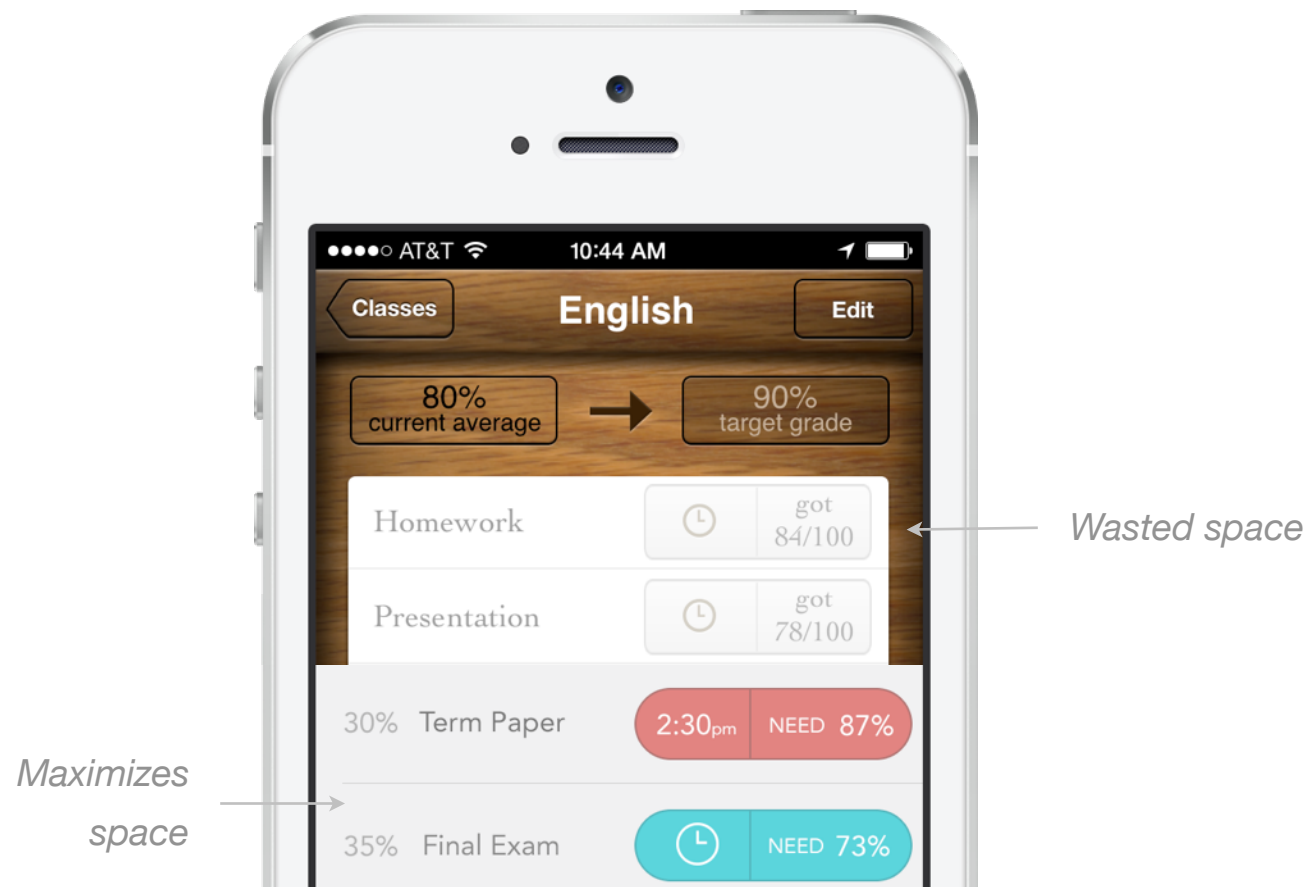 AT&T 10:44 AM
Classes English Edit
80% 90%
current average target grade
Homework got
84/100
Wasted space
Presentation got
78/100
30% Term Paper 2:30pm NEED 87%
Maximizes
space
35% Final Exam NEED 73%